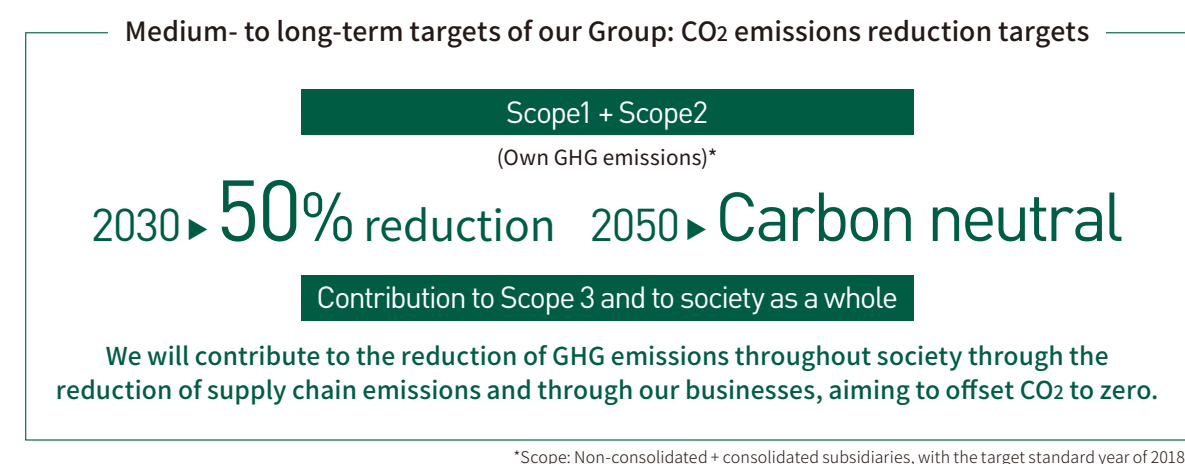 Medium- to long-term targets of our Group: CO2 emissions reduction targets
Scope1 + Scope2
(Own GHG emissions)*
2030 ▶ 50% reduction 2050 ▶ Carbon neutral
Contribution to Scope 3 and to society as a whole
We will contribute to the reduction of GHG emissions throughout society through the
reduction of supply chain emissions and through our businesses, aiming to offset CO2 to zero.
*Scope: Non-consolidated + consolidated subsidiaries, with the target standard year of 2018